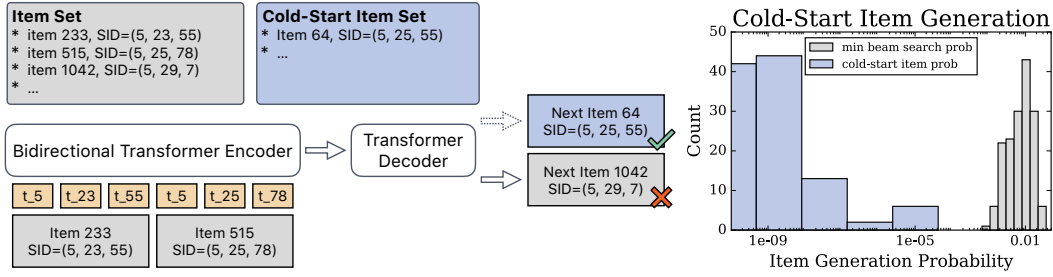 Item Set
* item 233, SID=(5, 23, 55)
* item 515, SID=(5, 25, 78)
* item 1042, SID=(5, 29, 7)
* ...
Cold-Start Item Set
* Item 64, SID=(5, 25, 55)
* ...
Bidirectional Transformer Encoder
Transformer
Decoder
t_5 t_23 t_55 t_5 t_25 t_78
Item 233
SID=(5, 23, 55)
Item 515
SID=(5, 25, 78)
Next Item 64
SID=(5, 25, 55)
Next Item 1042
SID=(5, 29, 7)
Cold-Start Item Generation
min beam search prob
cold-start item prob
Count
50
40
30
20
10
0
1e-09 1e-05 0.01
Item Generation Probability